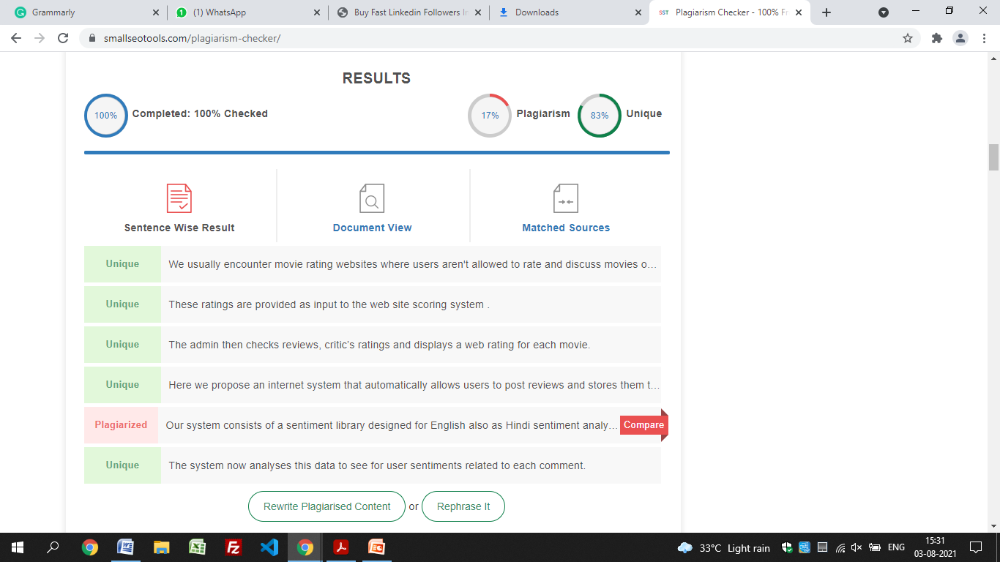 Grammarly
(1) WhatsApp
Buy Fast Linkedin Followers In
Downloads
SST Plagiarism Checker - 100% Fr
smallseotools.com/plagiarism-checker/
RESULTS
100% Completed: 100% Checked
17% Plagiarism
83% Unique
Sentence Wise Result
Document View
Matched Sources
Unique We usually encounter movie rating websites where users aren't allowed to rate and discuss movies o...
Unique These ratings are provided as input to the web site scoring system .
Unique The admin then checks reviews, critic's ratings and displays a web rating for each movie.
Unique Here we propose an internet system that automatically allows users to post reviews and stores them t...
Plagiarized Our system consists of a sentiment library designed for English also as Hindi sentiment analy... Compare
Unique The system now analyses this data to see for user sentiments related to each comment.
Rewrite Plagiarised Content or Rephrase It
33°C Light rain
ENG
15:31
03-08-2021